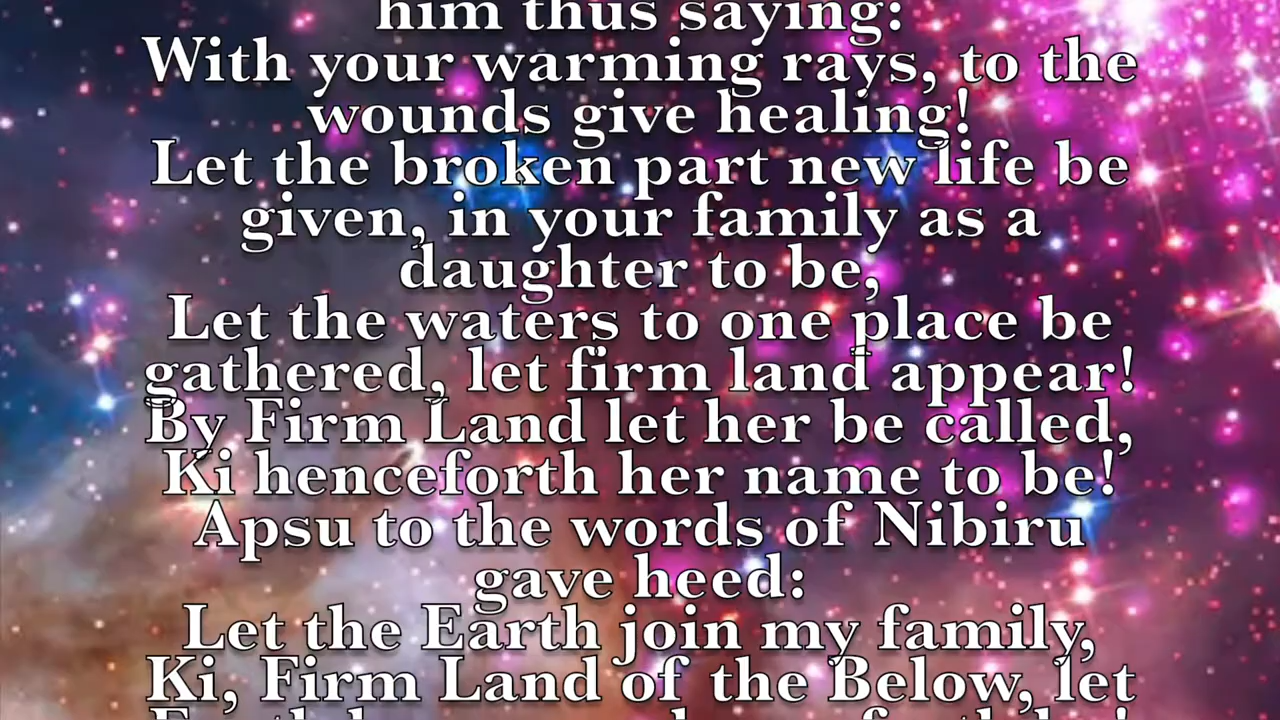 him thus saying:
With your warming rays, to the
wounds give healing!
Let the broken part new life be
given, in your family as a
daughter to be,
Let the waters to one place be
gathered, let firm land appear!
By Firm Land let her be called,
Ki henceforth her name to be!
Apsu to the words of Nibiru
gave heed:
Let the Earth join my family,
Ki, Firm Land of the Below, let